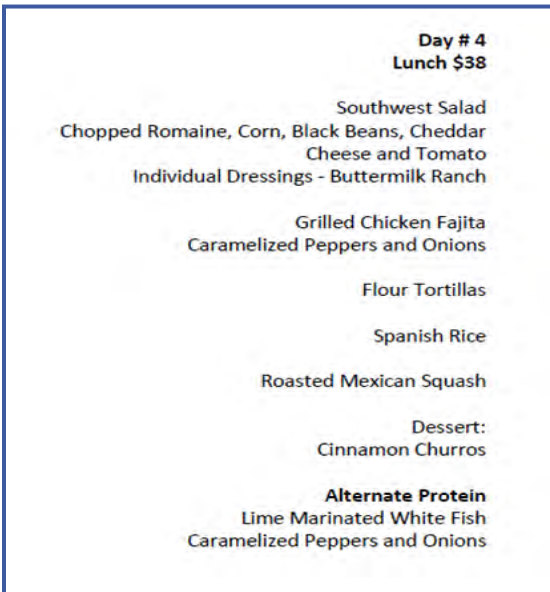 Day # 4
Lunch $38
Southwest Salad
Chopped Romaine, Corn, Black Beans, Cheddar
Cheese and Tomato
Individual Dressings - Buttermilk Ranch
Grilled Chicken Fajita
Caramelized Peppers and Onions
Flour Tortillas
Spanish Rice
Roasted Mexican Squash
Dessert:
Cinnamon Churros
Alternate Protein
Lime Marinated White Fish
Caramelized Peppers and Onions